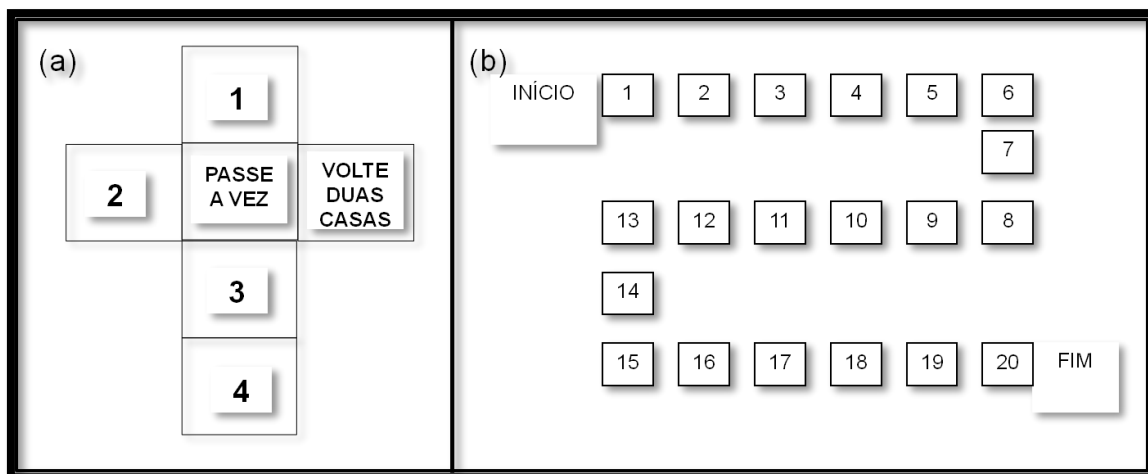 (a)
1
2
PASSE
A VEZ
VOLTE
DUAS
CASAS
3
4
(b)
INÍCIO 1 2 3 4 5 6
7
13 12 11 10 9 8
14
15 16 17 18 19 20 FIM